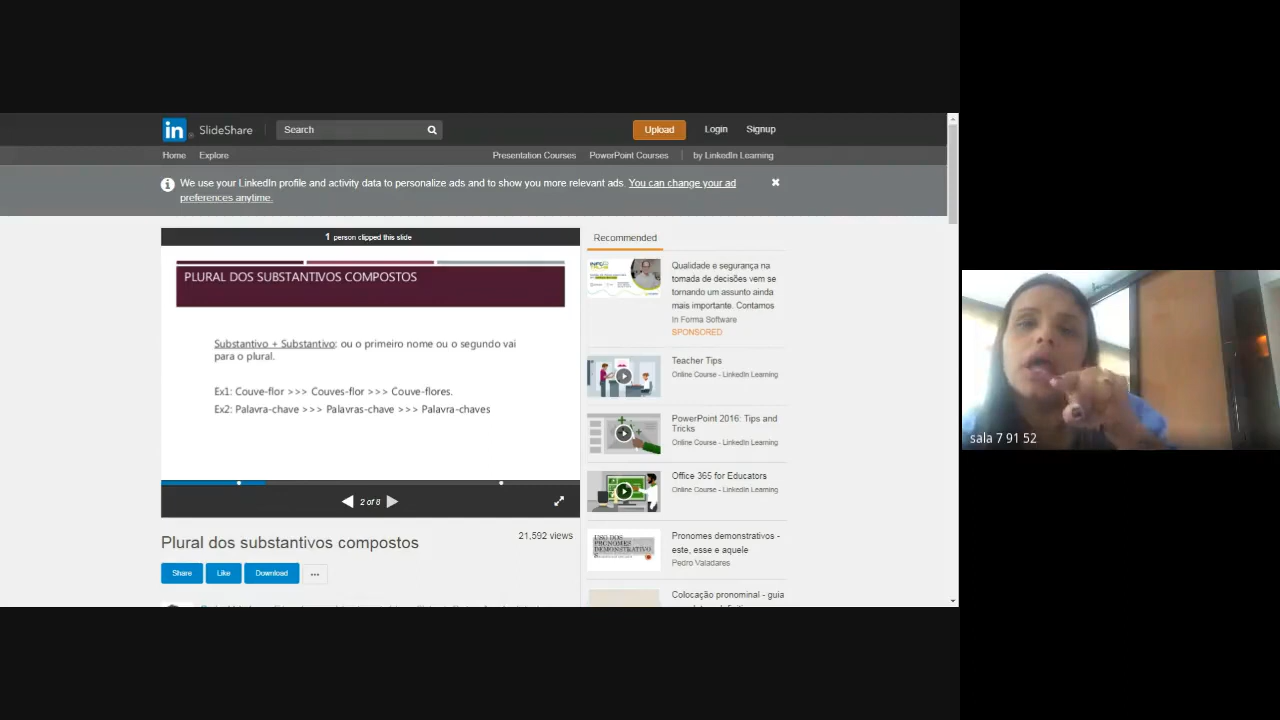 in SlideShare
Search
Upload
Login
Signup
Home
Explore
Presentation Courses
PowerPoint Courses
by LinkedIn Learning
We use your LinkedIn profile and activity data to personalize ads and to show you more relevant ads. You can change your ad
preferences anytime.
1 person clipped this slide
PLURAL DOS SUBSTANTIVOS COMPOSTOS
Substantivo + Substantivo: ou o primeiro nome ou o segundo vai
para o plural.
Ex1: Couve-flor >>> Couves-flor >>> Couve-flores.
Ex2: Palavra-chave >>> Palavras-chave >>> Palavra-chaves
2 of 8
Plural dos substantivos compostos
21,592 views
Share
Like
Download
...
Recommended
Qualidade e segurança na
tomada de decisões vem se
tornando um assunto ainda
mais importante. Contamos
In Forma Software
SPONSORED
Teacher Tips
Online Course - LinkedIn Learning
PowerPoint 2016: Tips and
Tricks
Online Course - LinkedIn Learning
Office 365 for Educators
Online Course - LinkedIn Learning
USO DOS
PRONOMES
DEMONSTRATIVO
S
Pronomes demonstrativos -
este, esse e aquele
Pedro Valadares
Colocação pronominal - guia
sala 7 91 52